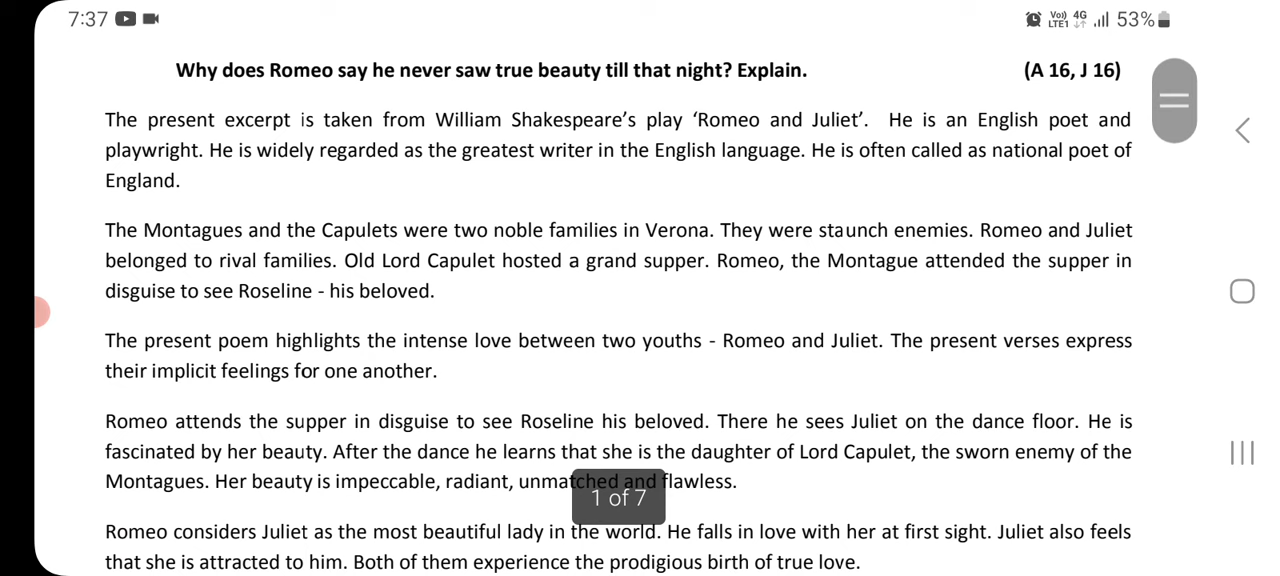 7:37 Vo)) 4G LTE1 53%
Why does Romeo say he never saw true beauty till that night? Explain. (A 16, J 16)
The present excerpt is taken from William Shakespeare’s play ‘Romeo and Juliet’. He is an English poet and
playwright. He is widely regarded as the greatest writer in the English language. He is often called as national poet of
England.
The Montagues and the Capulets were two noble families in Verona. They were staunch enemies. Romeo and Juliet
belonged to rival families. Old Lord Capulet hosted a grand supper. Romeo, the Montague attended the supper in
disguise to see Roseline - his beloved.
The present poem highlights the intense love between two youths - Romeo and Juliet. The present verses express
their implicit feelings for one another.
Romeo attends the supper in disguise to see Roseline his beloved. There he sees Juliet on the dance floor. He is
fascinated by her beauty. After the dance he learns that she is the daughter of Lord Capulet, the sworn enemy of the
Montagues. Her beauty is impeccable, radiant, unmatched and flawless.
1 of 7
Romeo considers Juliet as the most beautiful lady in the world. He falls in love with her at first sight. Juliet also feels
that she is attracted to him. Both of them experience the prodigious birth of true love.